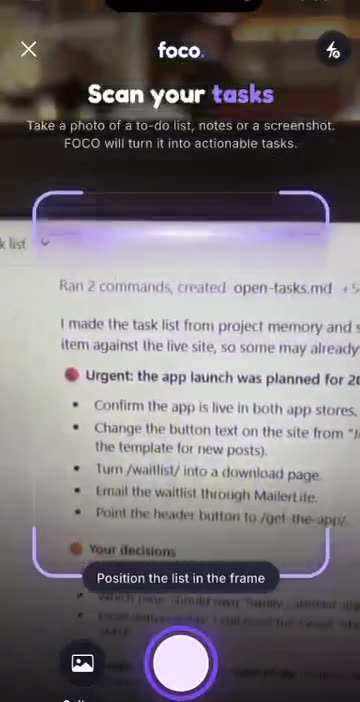 foco.
Scan your tasks
Take a photo of a to-do list, notes or a screenshot.
FOCO will turn it into actionable tasks.
k list
Ran 2 commands, created open-tasks.md
I made the task list from project memory and
item against the live site, so some may already
Urgent: the app launch was planned for
• Confirm the app is live in both app stores,
• Change the button text on the site from
the template for new posts).
• Turn /waitlist/ into a download page.
• Email the waitlist through MailerLite.
• Point the header button to /get-the-app/
Your decisions
Position the list in the frame